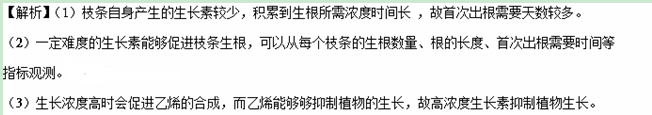 【解析】（1）枝条自身产生的生长素较少，积累到生根所需浓度时间长 ，故首次出根需要天数较多。
（2）一定难度的生长素能够促进枝条生根，可以从每个枝条的生根数量、根的长度、首次出根需要时间等
指标观测。
（3）生长浓度高时会促进乙烯的合成，而乙烯能够够抑制植物的生长，故高浓度生长素抑制植物生长。